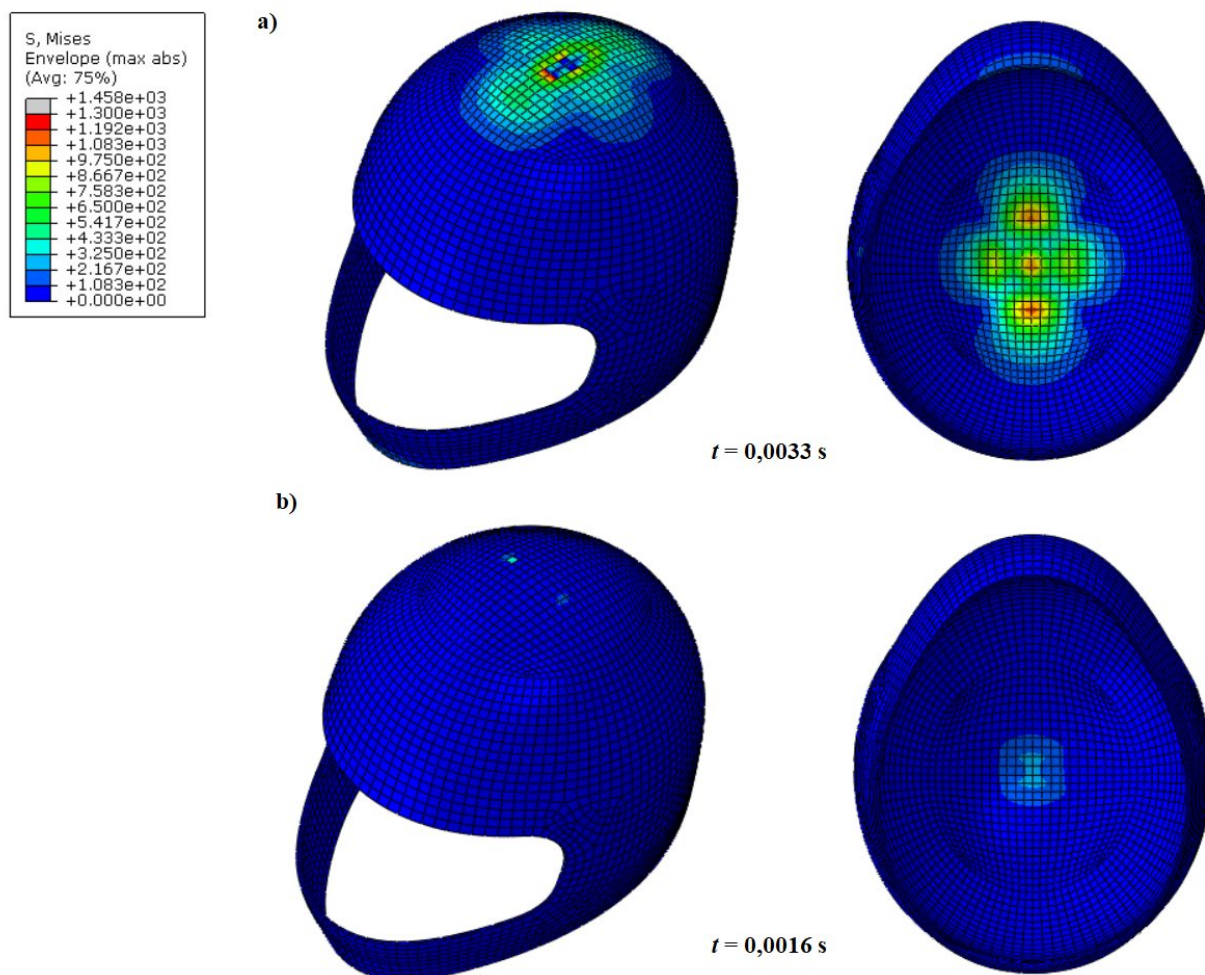 S, Mises
Envelope (max abs)
(Avg: 75%)
+1.458e+03
+1.300e+03
+1.192e+03
+1.083e+03
+9.750e+02
+8.667e+02
+7.583e+02
+6.500e+02
+5.417e+02
+4.333e+02
+3.250e+02
+2.167e+02
+1.083e+02
+0.000e+00
a)
t = 0,0033 s
b)
t = 0,0016 s